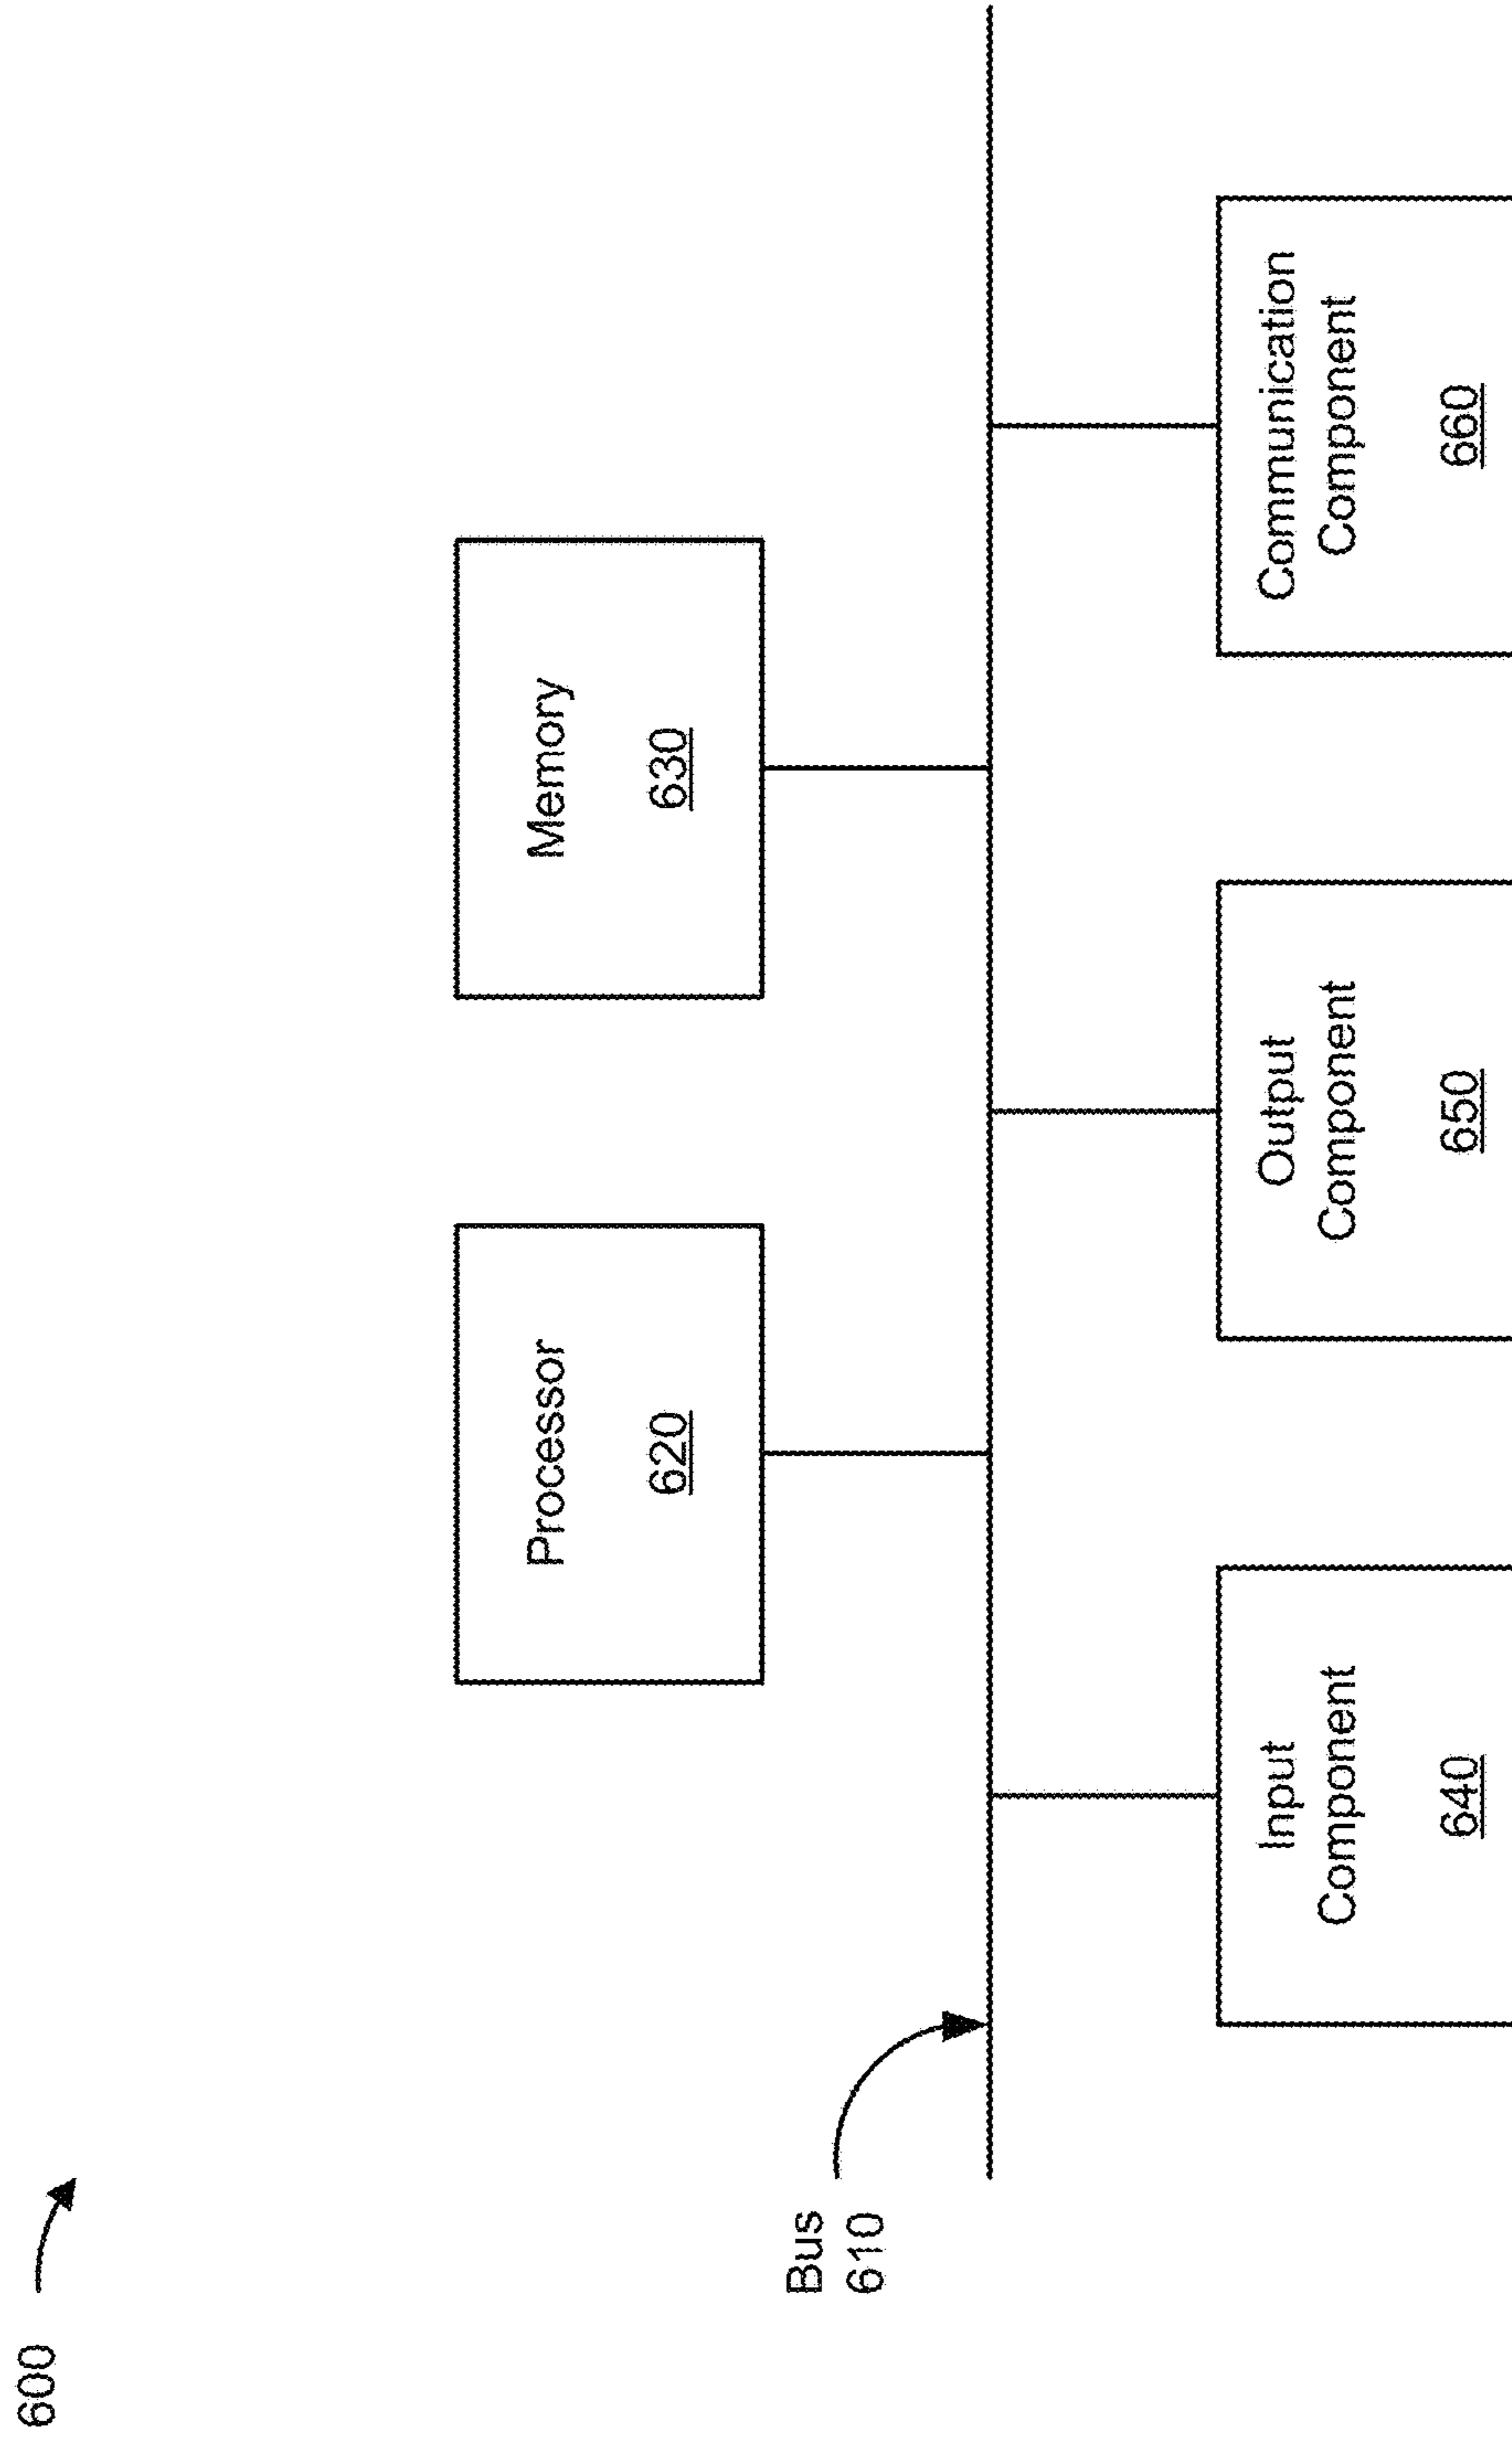 600
Processor
620
Memory
630
Bus
610
Input
Component
640
Output
Component
650
Communication
Component
660